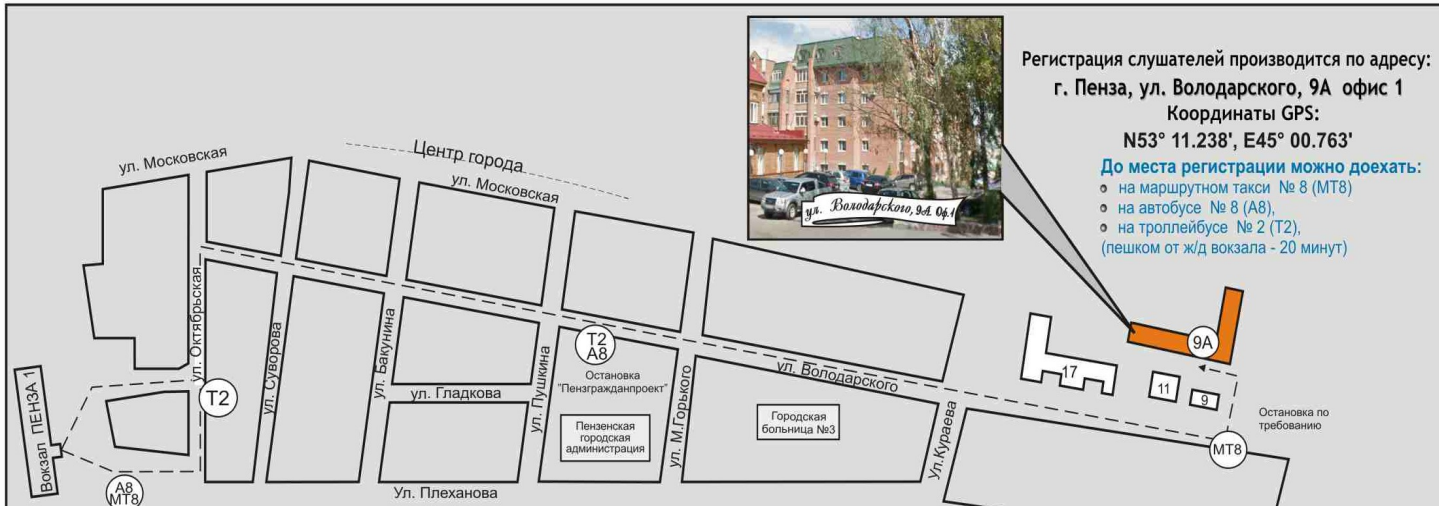 Регистрация слушателей производится по адресу:
г. Пенза, ул. Володарского, 9А офис 1
Координаты GPS:
N53° 11.238', E45° 00.763'
До места регистрации можно доехать:
на маршрутном такси № 8 (МТ8)
на автобусе № 8 (А8),
на троллейбусе № 2 (Т2),
(пешком от ж/д вокзала - 20 минут)
ул. Володарского, 9А Оф.1
Центр города
ул. Московская
ул. Московская
ул. Октябрьская
ул. Суворова
ул. Бакунина
ул. Пушкина
ул. М.Горького
Ул.Кураева
ул. Володарского
ул. Гладкова
Ул. Плеханова
Т2
А8
Остановка
"Пензгражданпроект"
Пензенская
городская
администрация
Городская
больница №3
Вокзал ПЕНЗА 1
Т2
А8
МТ8
17
11
9
9А
Остановка по
требованию
МТ8